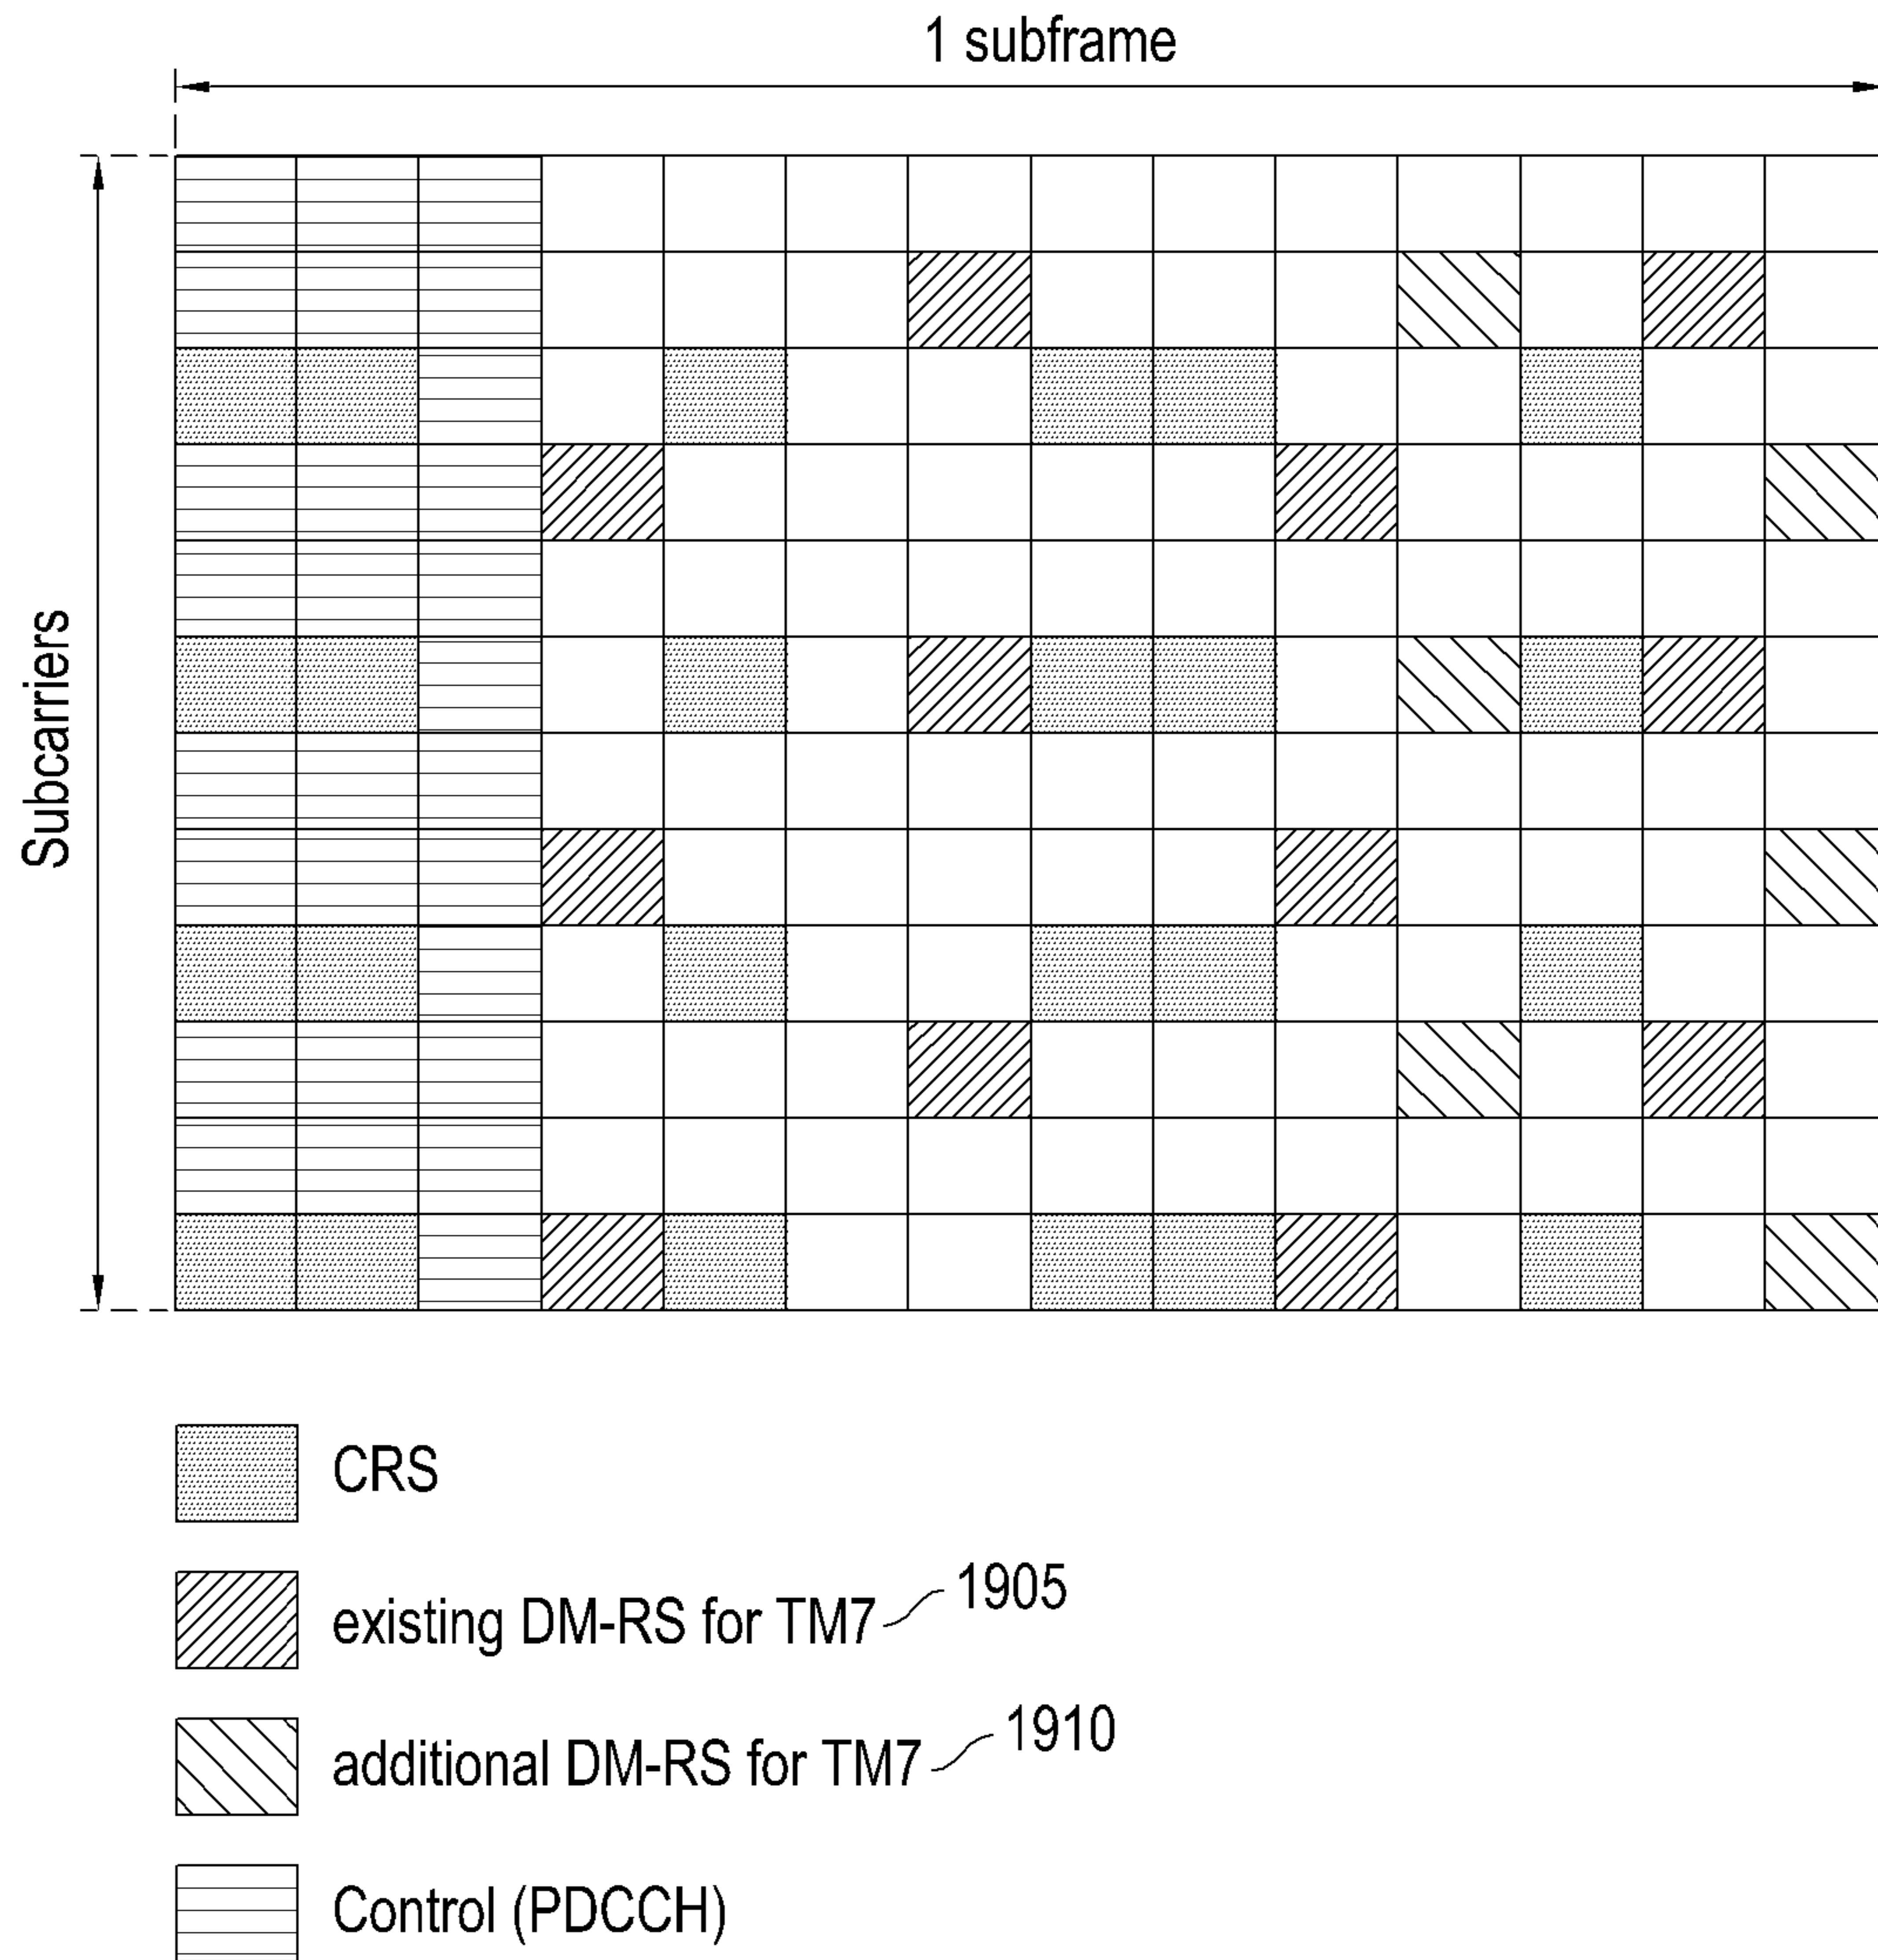 1 subframe
Subcarriers
CRS
existing DM-RS for TM7 1905
additional DM-RS for TM7 1910
Control (PDCCH)